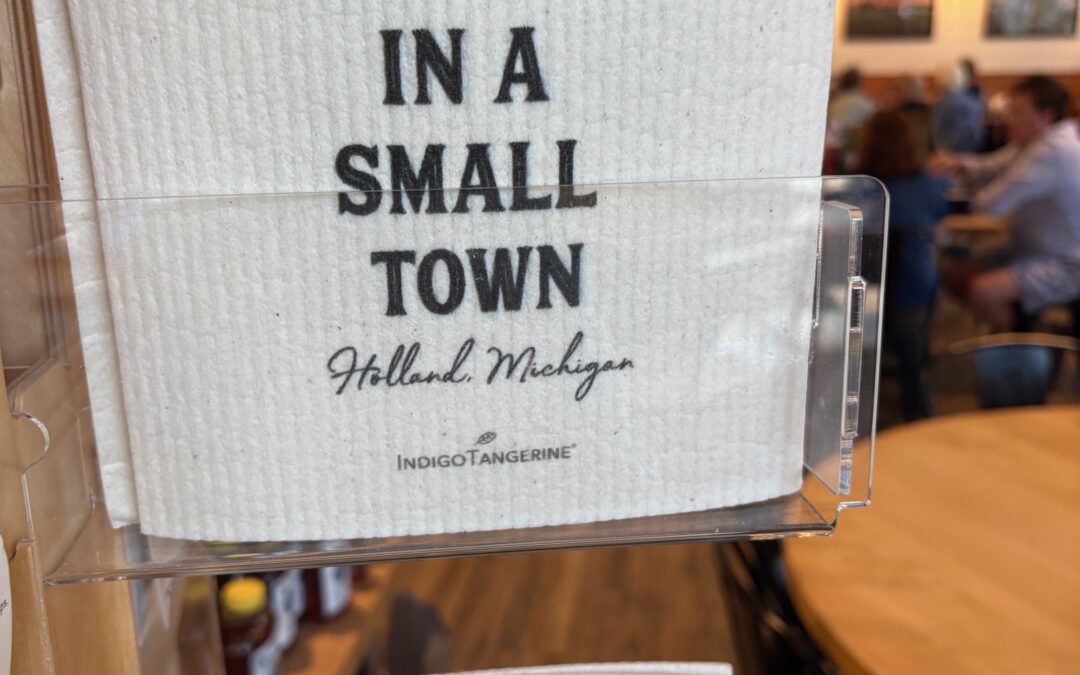 IN A
SMALL
TOWN
Holland, Michigan
INDIGOTANGERINE®